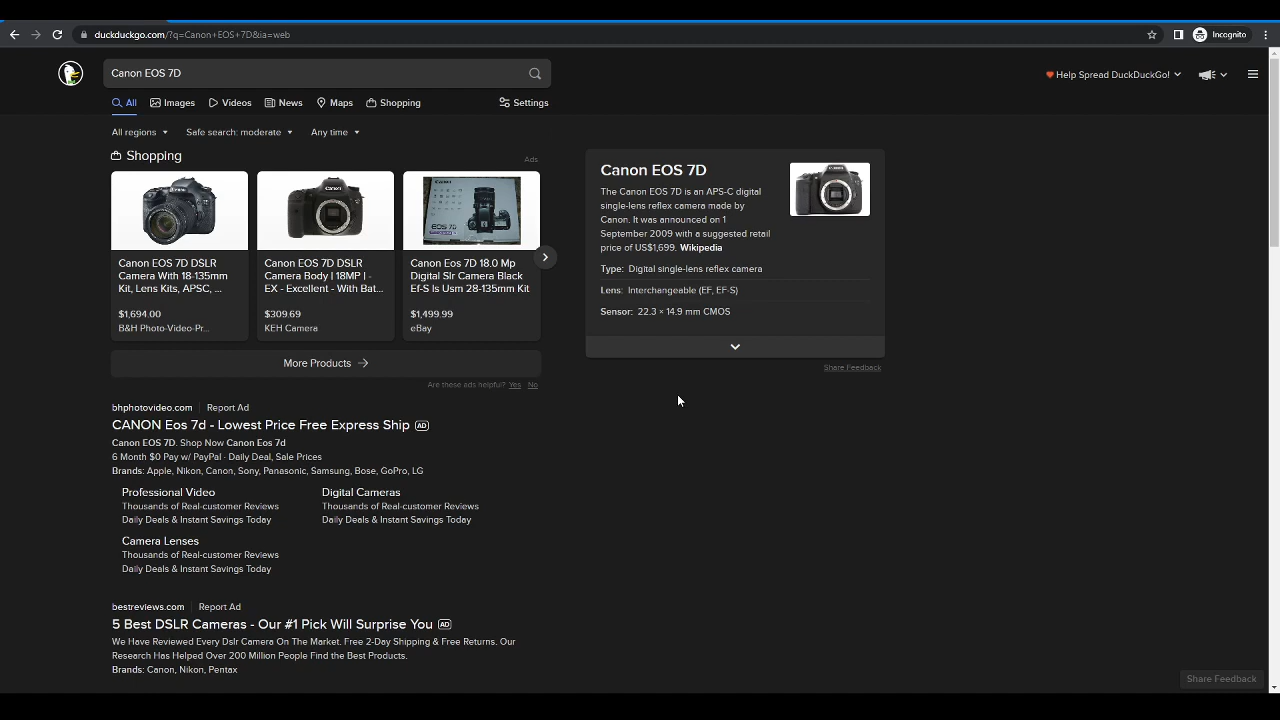 duckduckgo.com/?q=Canon+EOS+7D&ia=web
Incognito
Canon EOS 7D
Help Spread DuckDuckGo!
All
Images
Videos
News
Maps
Shopping
Settings
All regions
Safe search: moderate
Any time
Shopping
Ads
Canon EOS 7D DSLR
Camera With 18-135mm
Kit, Lens Kits, APSC, ...
$1,694.00
B&H Photo-Video-Pr...
Canon EOS 7D DSLR
Camera Body | 18MP | -
EX - Excellent - With Bat...
$309.69
KEH Camera
Canon Eos 7D 18.0 Mp
Digital Slr Camera Black
Ef-S Is Usm 28-135mm Kit
$1,499.99
eBay
More Products
Are these ads helpful? Yes No
Canon EOS 7D
The Canon EOS 7D is an APS-C digital
single-lens reflex camera made by
Canon. It was announced on 1
September 2009 with a suggested retail
price of US$1,699. Wikipedia
Type: Digital single-lens reflex camera
Lens: Interchangeable (EF, EF-S)
Sensor: 22.3 × 14.9 mm CMOS
Share Feedback
bhphotovideo.com | Report Ad
CANON Eos 7d - Lowest Price Free Express Ship AD
Canon EOS 7D. Shop Now Canon Eos 7d
6 Month $0 Pay w/ PayPal · Daily Deal, Sale Prices
Brands: Apple, Nikon, Canon, Sony, Panasonic, Samsung, Bose, GoPro, LG
Professional Video
Thousands of Real-customer Reviews
Daily Deals & Instant Savings Today
Digital Cameras
Thousands of Real-customer Reviews
Daily Deals & Instant Savings Today
Camera Lenses
Thousands of Real-customer Reviews
Daily Deals & Instant Savings Today
bestreviews.com | Report Ad
5 Best DSLR Cameras - Our #1 Pick Will Surprise You AD
We Have Reviewed Every Dslr Camera On The Market. Free 2-Day Shipping & Free Returns. Our
Research Has Helped Over 200 Million People Find the Best Products.
Brands: Canon, Nikon, Pentax
Share Feedback